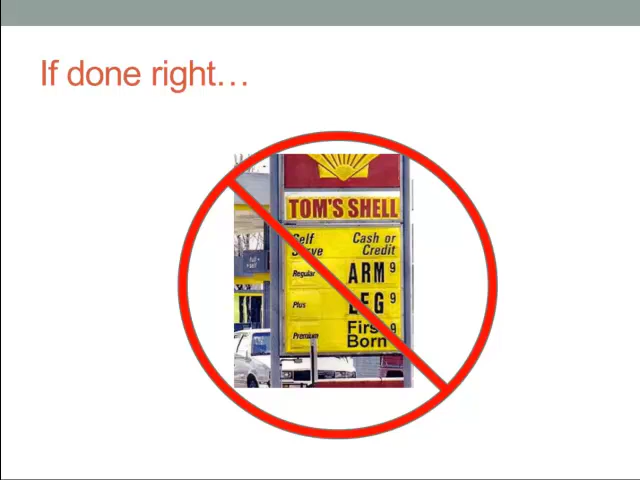 If done right…
TOM'S SHELL
Self Cash or
Serve Credit
Regular ARM 9
Plus LEG 9
Premium First 9
Born